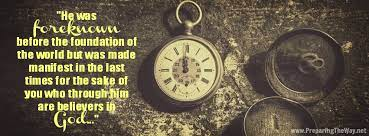 "He was
foreknown
before the foundation of
the world but was made
manifest in the last
times for the sake of
you who through him
are believers in
God..."
www.PreparingTheWay.net